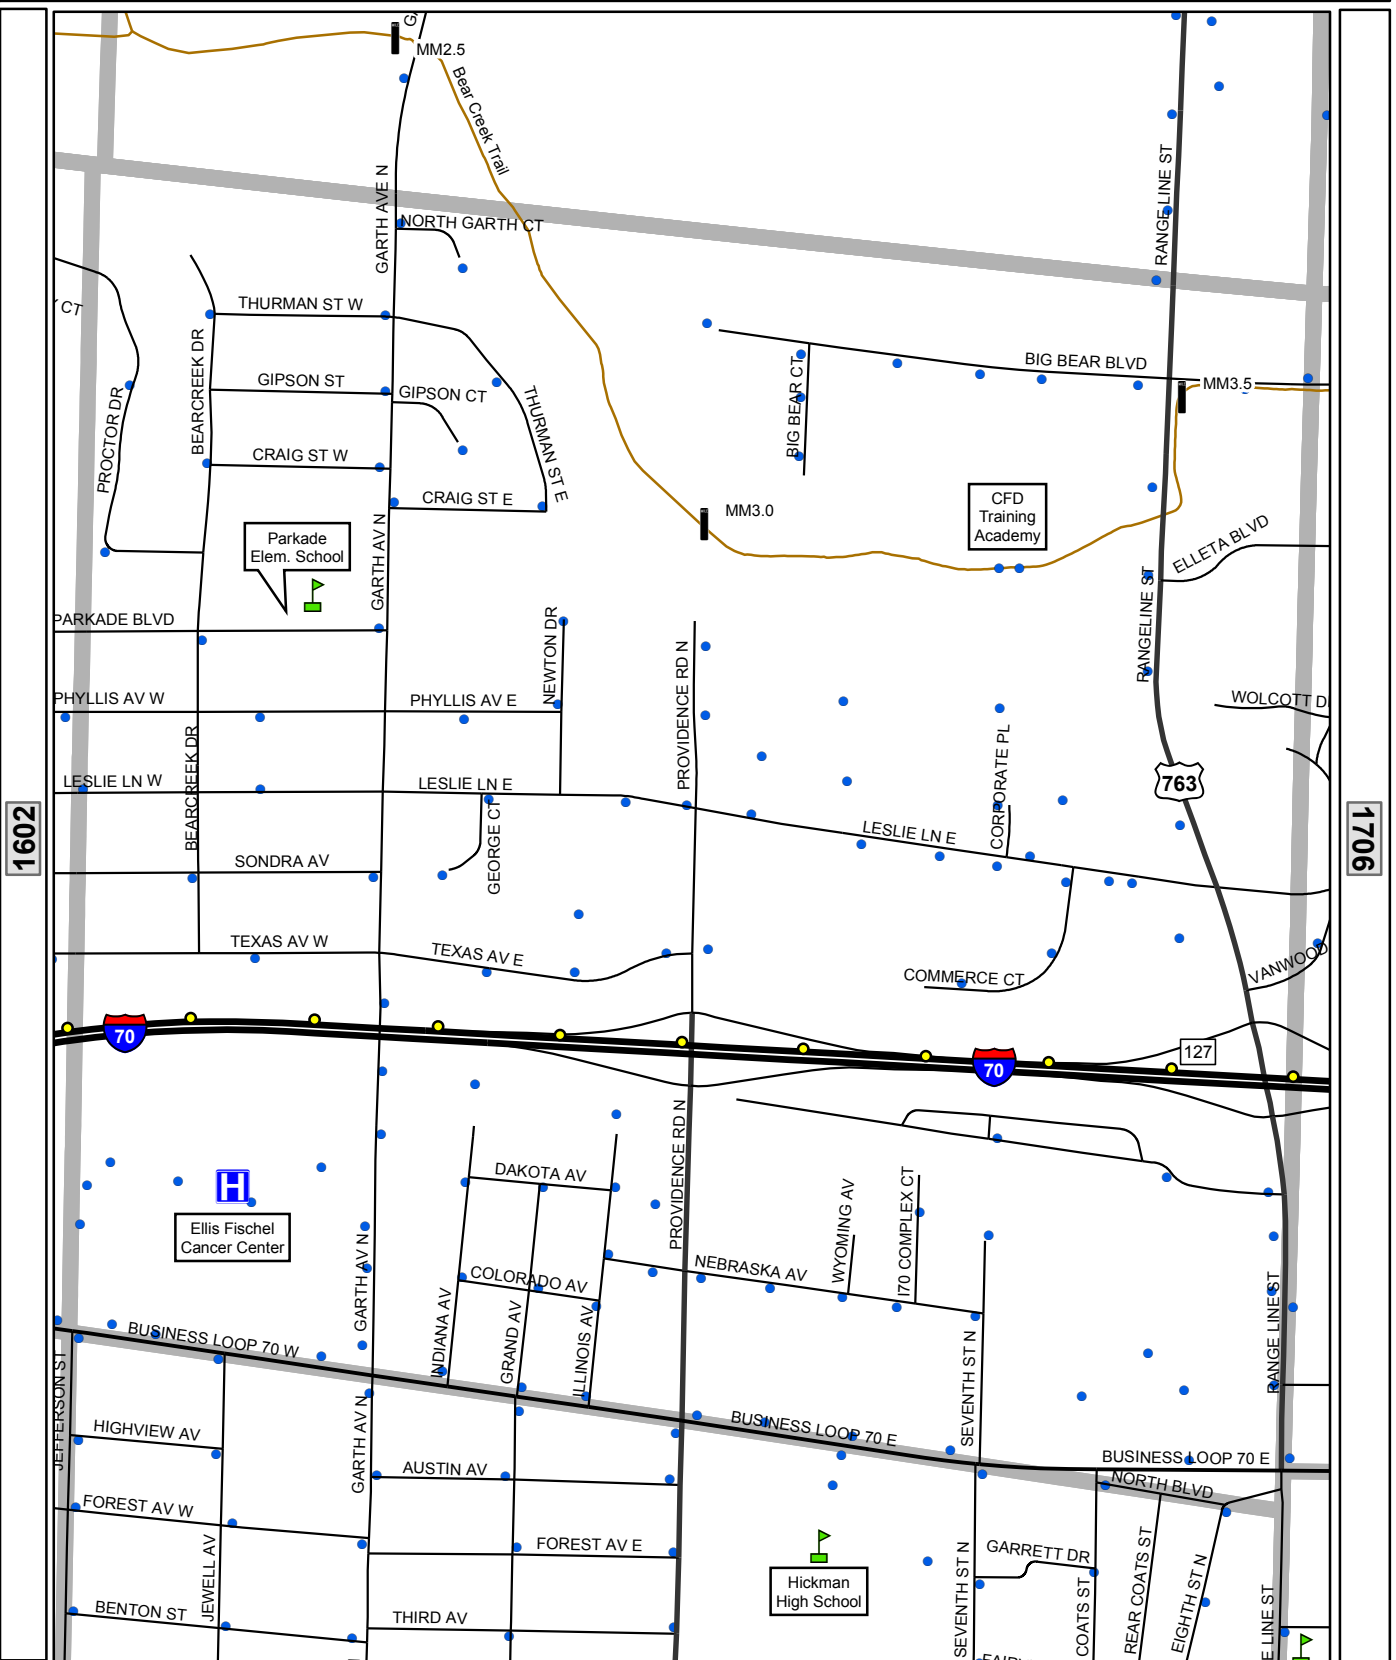 MM2.5
Bear Creek Trail
GARTH AVE N
NORTH GARTH CT
RANGE LINE ST
CT
THURMAN ST W
BEARCREEK DR
GIPSON ST
GIPSON CT
THURMAN ST E
PROCTOR DR
CRAIG ST W
CRAIG ST E
BIG BEAR BLVD
BIG BEAR CT
MM3.5
MM3.0
CFD
Training
Academy
ELLETA BLVD
Parkade
Elem. School
GARTH AV N
PARKADE BLVD
NEWTON DR
PROVIDENCE RD N
RANGELINE ST
PHYLLIS AV W
PHYLLIS AV E
WOLCOTT D
BEARCREEK DR
LESLIE LN W
LESLIE LN E
GEORGE CT
CORPORATE PL
LESLIE LN E
763
1602
1706
SONDRA AV
TEXAS AV W
TEXAS AV E
COMMERCE CT
VANWOOD
70
70
127
PROVIDENCE RD N
DAKOTA AV
Ellis Fischel
Cancer Center
H
GARTH AV N
COLORADO AV
NEBRASKA AV
WYOMING AV
I70 COMPLEX CT
INDIANA AV
GRAND AV
ILLINOIS AV
RANGE LINE ST
BUSINESS LOOP 70 W
JEFFERSON ST
SEVENTH ST N
BUSINESS LOOP 70 E
BUSINESS LOOP 70 E
HIGHVIEW AV
GARTH AV N
AUSTIN AV
NORTH BLVD
FOREST AV W
JEWELL AV
FOREST AV E
Hickman
High School
SEVENTH ST N
GARRETT DR
COATS ST
REAR COATS ST
EIGHTH ST N
E LINE ST
BENTON ST
THIRD AV